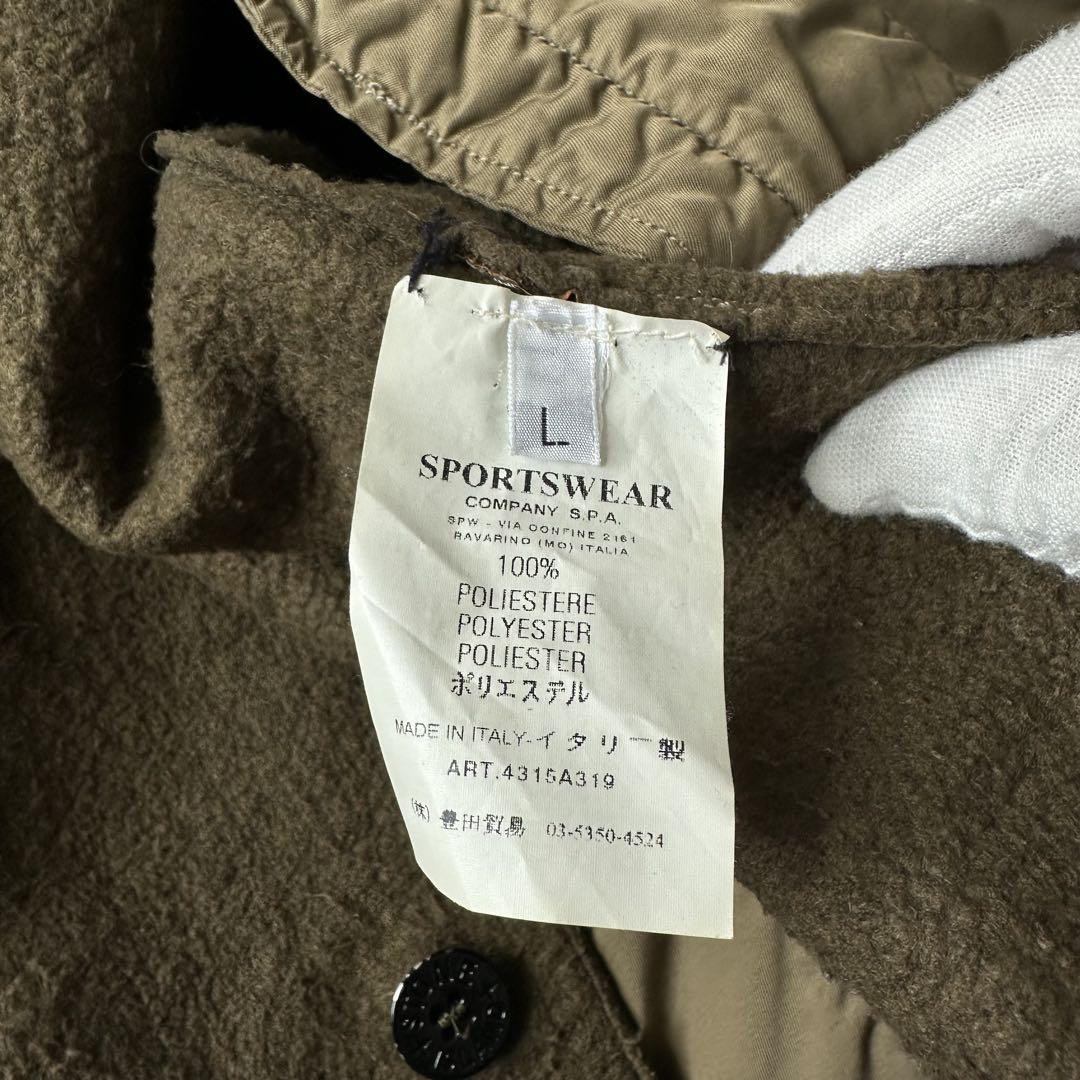 L
SPORTSWEAR
COMPANY S.P.A.
SPW - VIA CONFINE 2161
RAVARINO (MO) ITALIA
100%
POLIESTERE
POLYESTER
POLIESTER
ポリエステル
MADE IN ITALY-イタリー製
ART.4315A319
(株) 豊田貿易 03-5350-4524